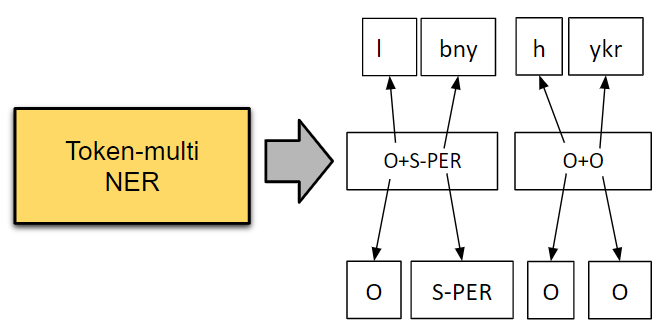 l bny h ykr
Token-multi
NER
O+S-PER O+O
O S-PER O O